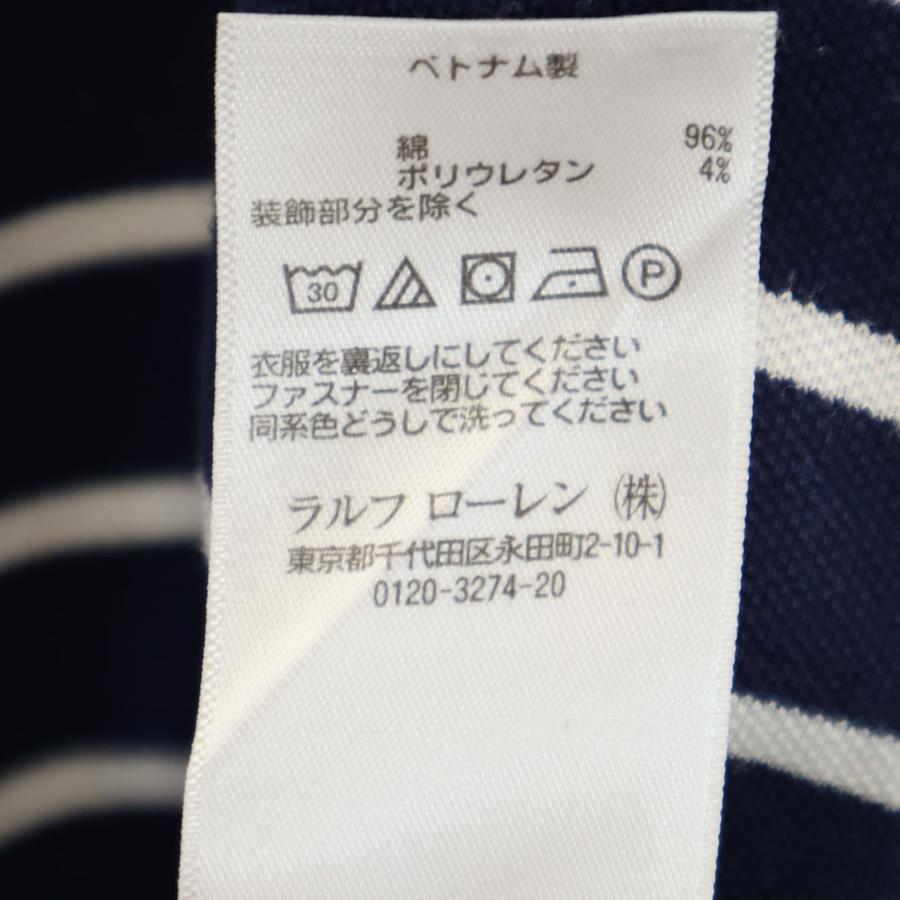 ベトナム製
綿 96%
ポリウレタン 4%
装飾部分を除く
30 P
衣服を裏返しにしてください
ファスナーを閉じてください
同系色どうしで洗ってください
ラルフ ローレン (株)
東京都千代田区永田町2-10-1
0120-3274-20